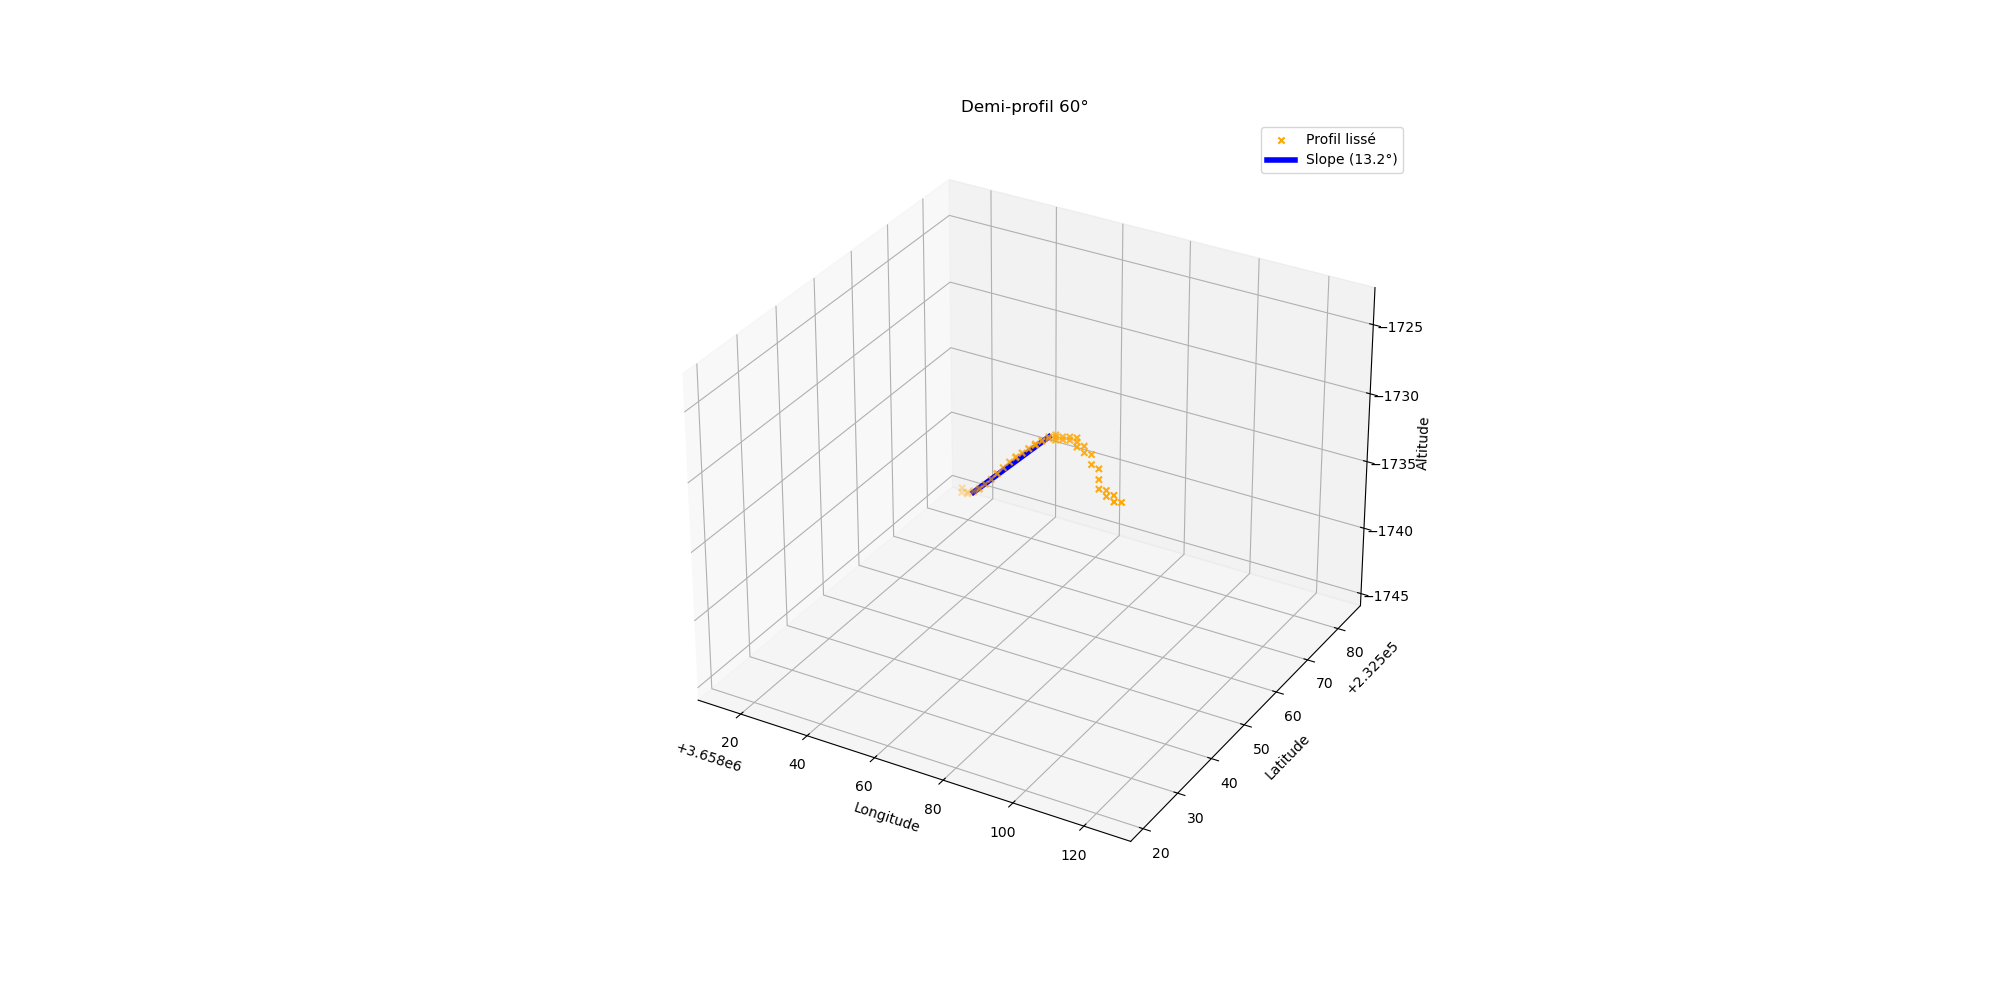 Demi-profil 60°
Profil lissé
Slope (13.2°)
−1725
−1730
−1735
−1740
−1745
Altitude
80
70
60
50
40
30
20
+2.325e5
Latitude
20
40
60
80
100
120
+3.658e6
Longitude